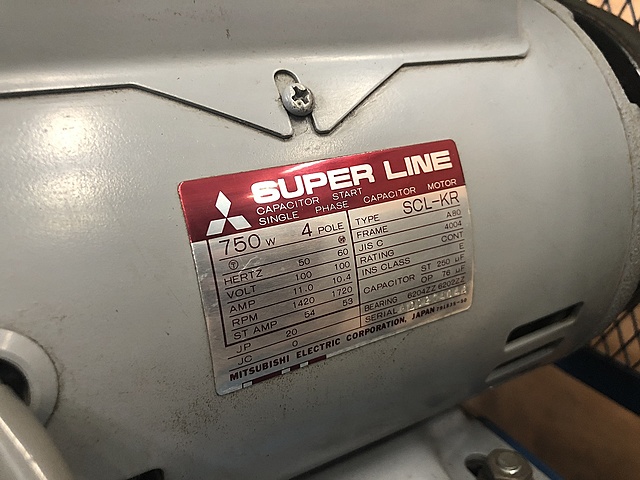 SUPER LINE
CAPACITOR START
SINGLE PHASE CAPACITOR MOTOR
750 W 4 POLE
HERTZ 50 60
VOLT 100 100
AMP 11.0 10.4
RPM 1420 1720
ST AMP 54 53
JP 20
JC 0
TYPE SCL-KR
FRAME A80
JIS C 4004
RATING CONT
INS CLASS E
CAPACITOR ST 250 μF
OP 76 μF
BEARING 6204ZZ 6202ZZ
SERIAL
MITSUBISHI ELECTRIC CORPORATION, JAPAN